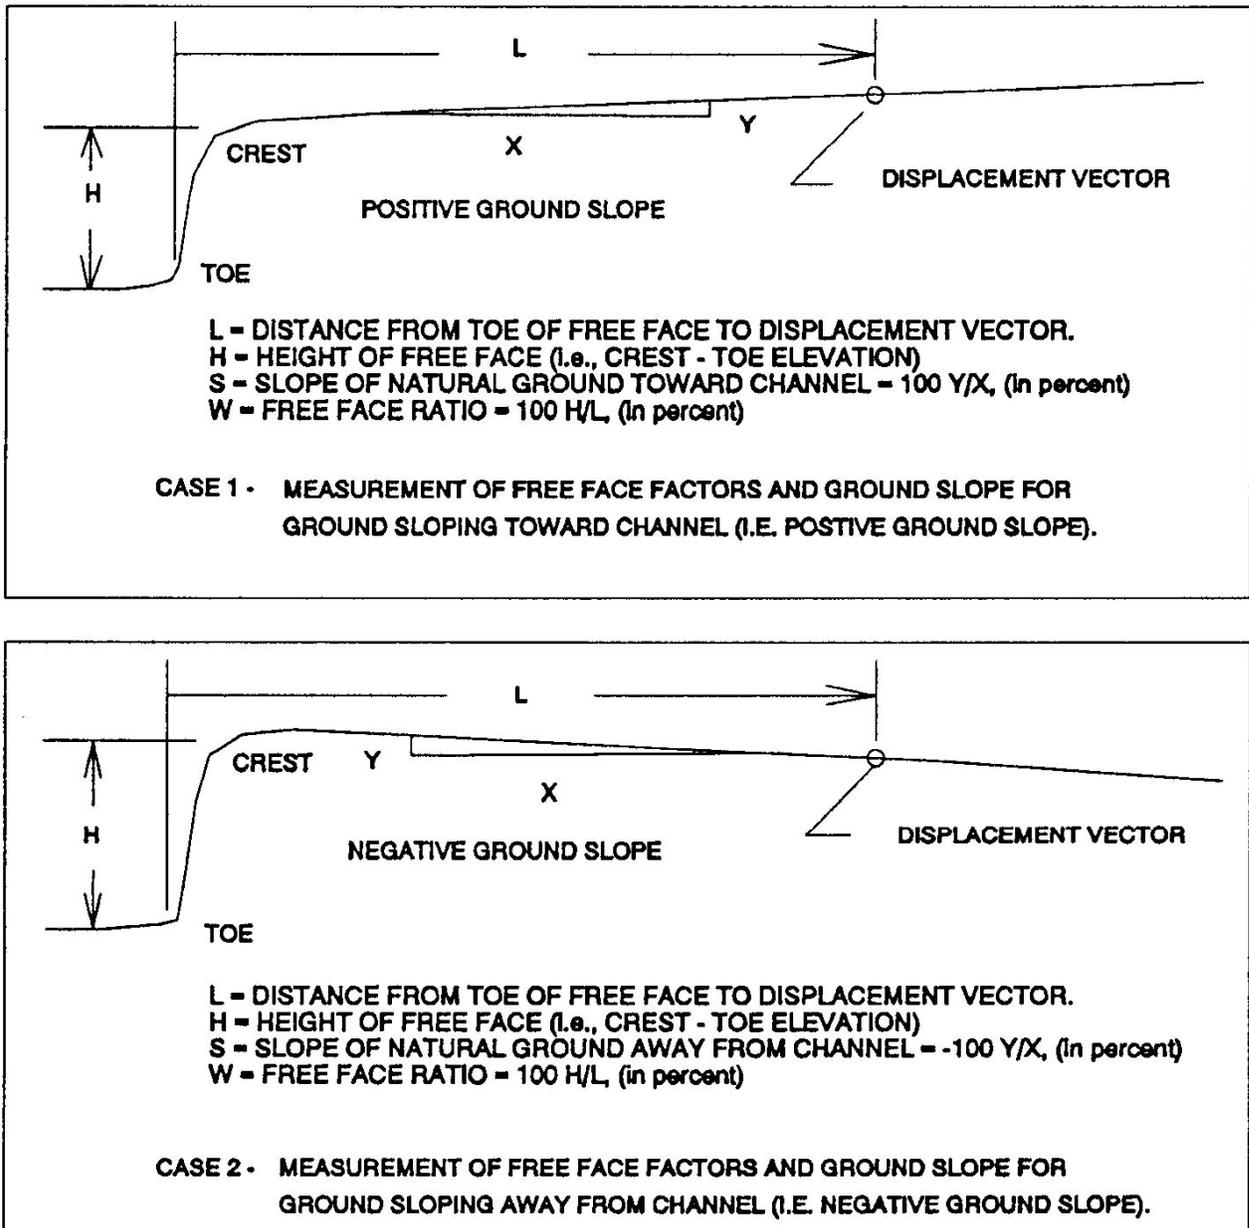 L
CREST
Y
X
H
DISPLACEMENT VECTOR
POSITIVE GROUND SLOPE
TOE
L = DISTANCE FROM TOE OF FREE FACE TO DISPLACEMENT VECTOR.
H = HEIGHT OF FREE FACE (i.e., CREST - TOE ELEVATION)
S = SLOPE OF NATURAL GROUND TOWARD CHANNEL = 100 Y/X, (in percent)
W = FREE FACE RATIO = 100 H/L, (in percent)
CASE 1 - MEASUREMENT OF FREE FACE FACTORS AND GROUND SLOPE FOR
GROUND SLOPING TOWARD CHANNEL (I.E. POSTIVE GROUND SLOPE).
L
CREST
Y
X
H
DISPLACEMENT VECTOR
NEGATIVE GROUND SLOPE
TOE
L = DISTANCE FROM TOE OF FREE FACE TO DISPLACEMENT VECTOR.
H = HEIGHT OF FREE FACE (i.e., CREST - TOE ELEVATION)
S = SLOPE OF NATURAL GROUND AWAY FROM CHANNEL = -100 Y/X, (in percent)
W = FREE FACE RATIO = 100 H/L, (in percent)
CASE 2 - MEASUREMENT OF FREE FACE FACTORS AND GROUND SLOPE FOR
GROUND SLOPING AWAY FROM CHANNEL (I.E. NEGATIVE GROUND SLOPE).